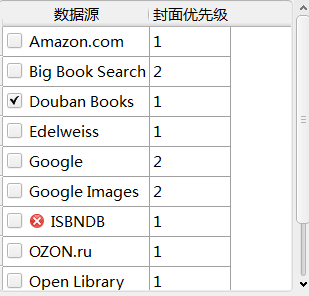 数据源 封面优先级
Amazon.com 1
Big Book Search 2
Douban Books 1
Edelweiss 1
Google 2
Google Images 2
ISBNDB 1
OZON.ru 1
Open Library 1